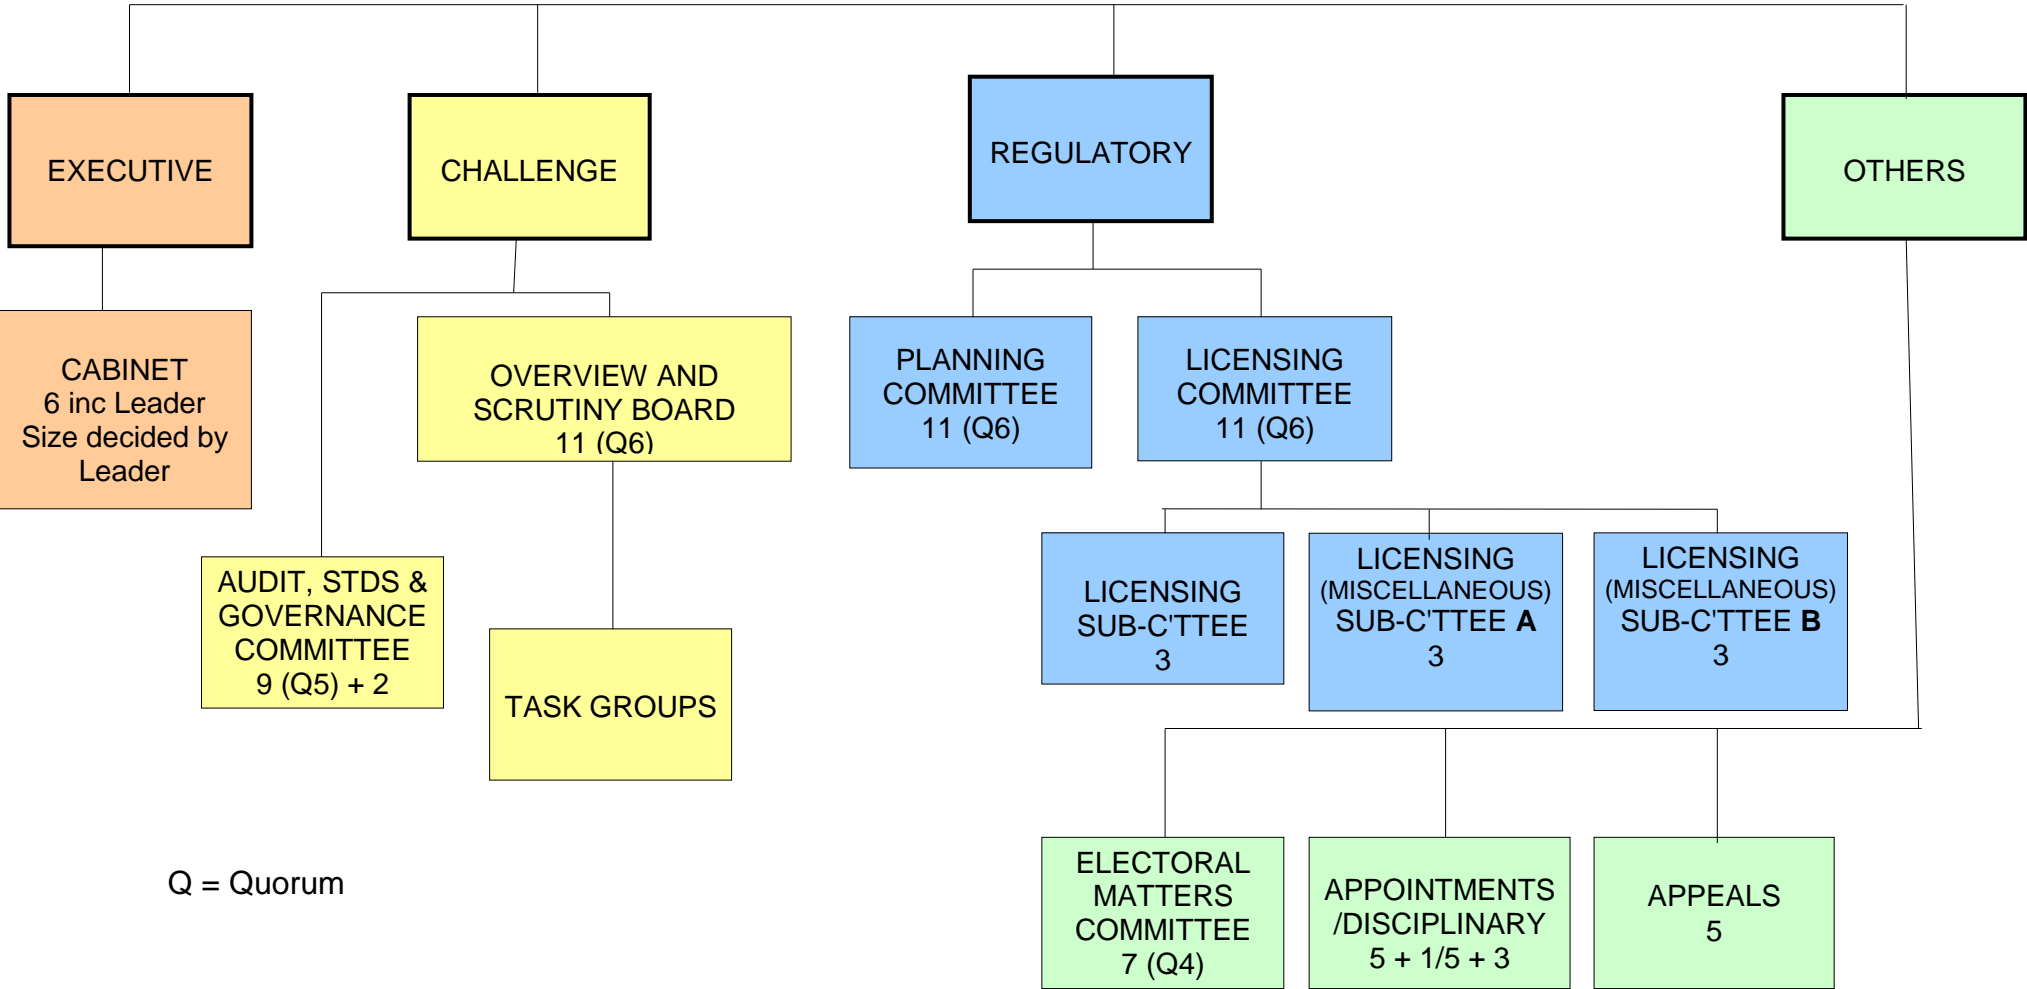 EXECUTIVE
CHALLENGE
REGULATORY
OTHERS
CABINET
6 inc Leader
Size decided by
Leader
OVERVIEW AND
SCRUTINY BOARD
11 (Q6)
PLANNING
COMMITTEE
11 (Q6)
LICENSING
COMMITTEE
11 (Q6)
AUDIT, STDS &
GOVERNANCE
COMMITTEE
9 (Q5) + 2
TASK GROUPS
LICENSING
SUB-C'TTEE
3
LICENSING
(MISCELLANEOUS)
SUB-C'TTEE A
3
LICENSING
(MISCELLANEOUS)
SUB-C'TTEE B
3
ELECTORAL
MATTERS
COMMITTEE
7 (Q4)
APPOINTMENTS
/DISCIPLINARY
5 + 1/5 + 3
APPEALS
5
Q = Quorum